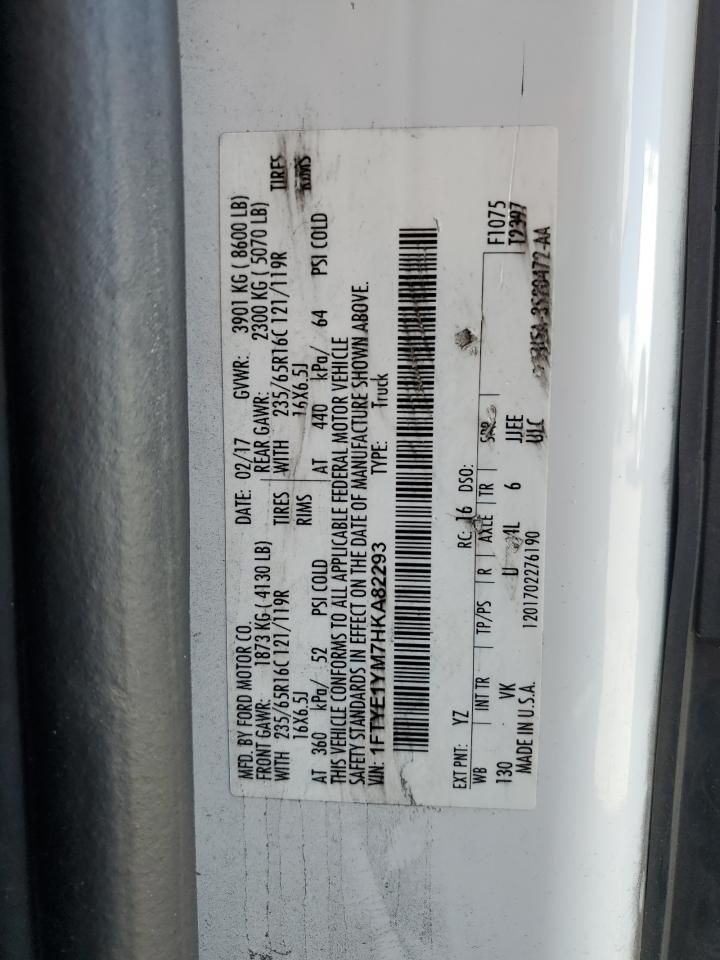 MFD. BY FORD MOTOR CO. DATE: 02/17 GVWR: 3901 KG ( 8600 LB)
FRONT GAWR: 1873 KG ( 4130 LB) REAR GAWR: 2300 KG ( 5070 LB)
WITH 235/65R16C 121/119R TIRES WITH 235/65R16C 121/119R TIRES
16X6.5J RIMS 16X6.5J RIMS
AT 360 kPa/ 52 PSI COLD AT 440 kPa/ 64 PSI COLD
THIS VEHICLE CONFORMS TO ALL APPLICABLE FEDERAL MOTOR VEHICLE
SAFETY STANDARDS IN EFFECT ON THE DATE OF MANUFACTURE SHOWN ABOVE.
VIN: 1FTYE1YM7HKA82293 TYPE: Truck
EXT PNT: YZ RC: 16 DSO: F1075
WB INT TR TP/PS R AXLE TR SPR T2397
130 VK 6 JJEE
MADE IN U.S.A. 1201702276190 ULC